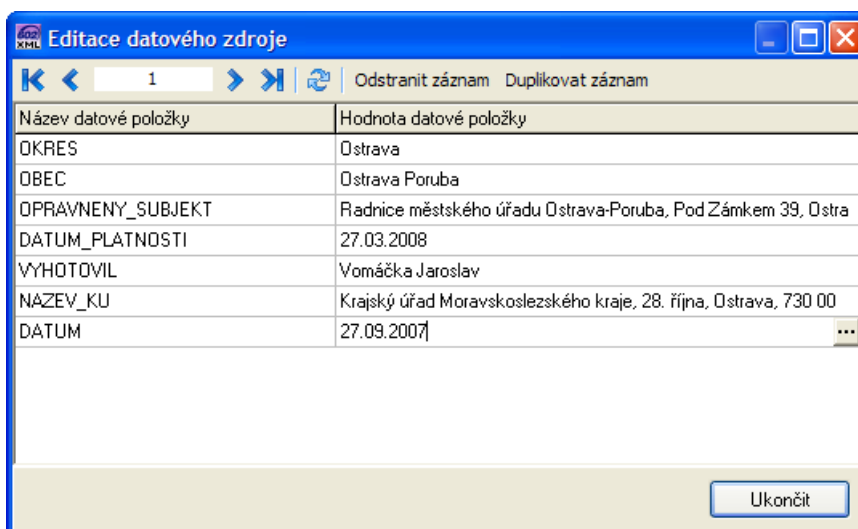 602 XML Editace datového zdroje
1 Odstranit záznam Duplikovat záznam
Název datové položky Hodnota datové položky
OKRES Ostrava
OBEC Ostrava Poruba
OPRAVNENY_SUBJEKT Radnice městského úřadu Ostrava-Poruba, Pod Zámkem 39, Ostra
DATUM_PLATNOSTI 27.03.2008
VYHOTOVIL Vomáčka Jaroslav
NAZEV_KU Krajský úřad Moravskoslezského kraje, 28. října, Ostrava, 730 00
DATUM 27.09.2007 ...
Ukončit